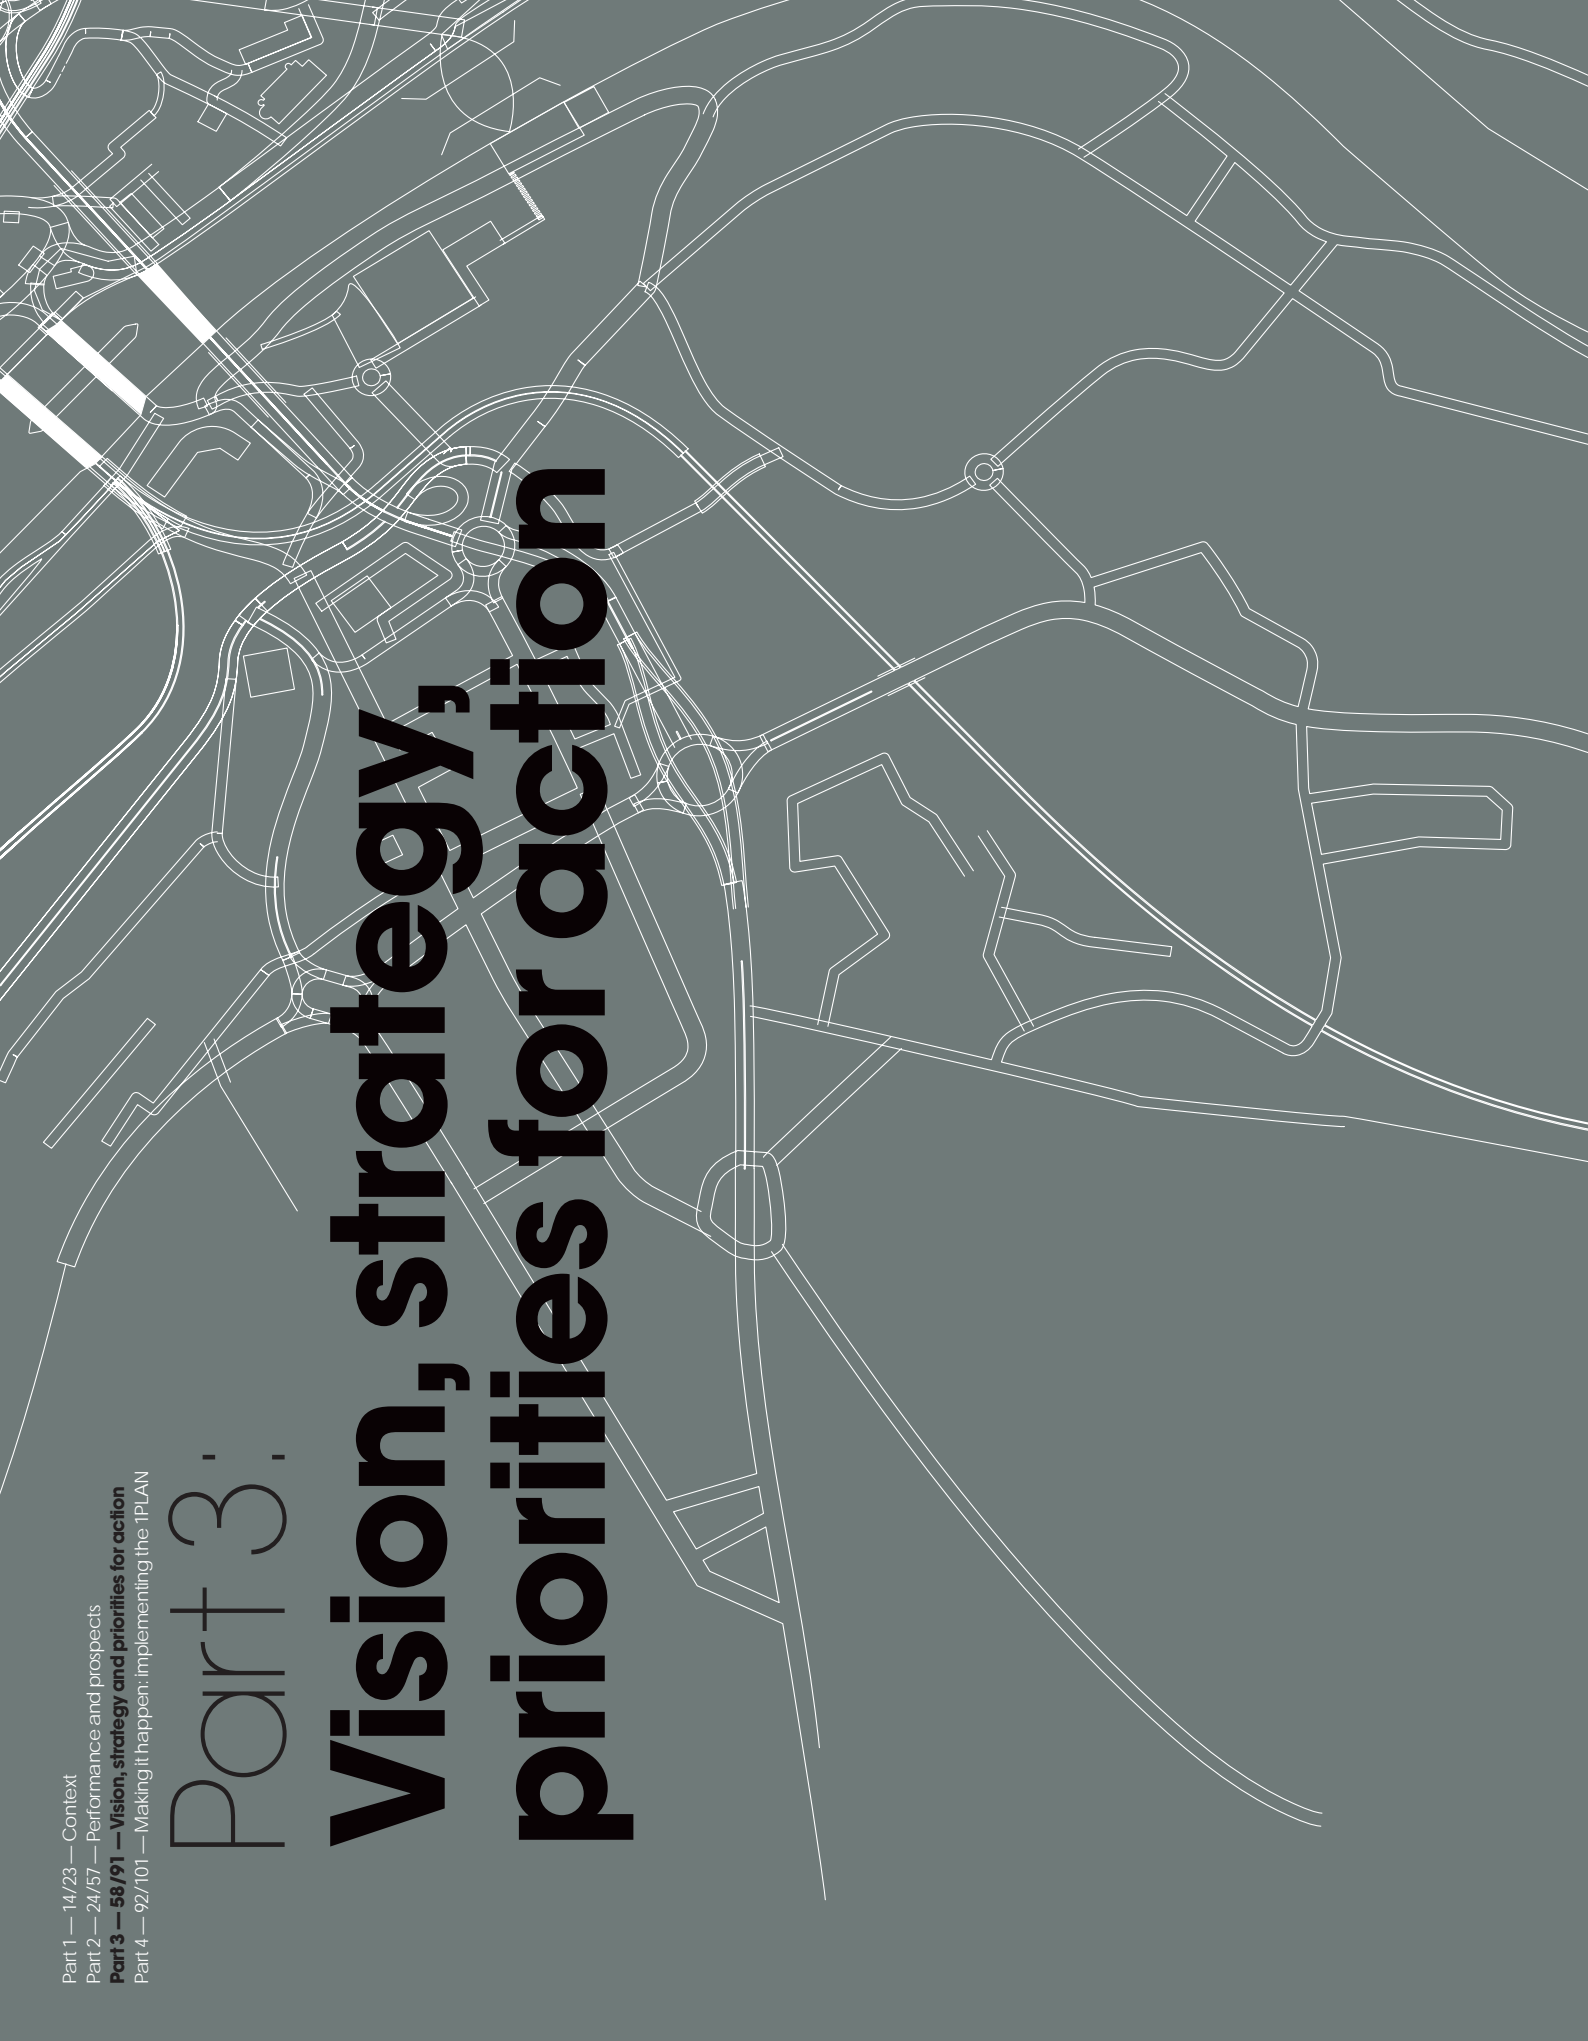 Part 1 — 14/23 — Context
Part 2 — 24/57 — Performance and prospects
Part 3 — 58/91 — Vision, strategy and priorities for action
Part 4 — 92/101 — Making it happen: implementing the 1PLAN
Part 3:
Vision, strategy,
priorities for action